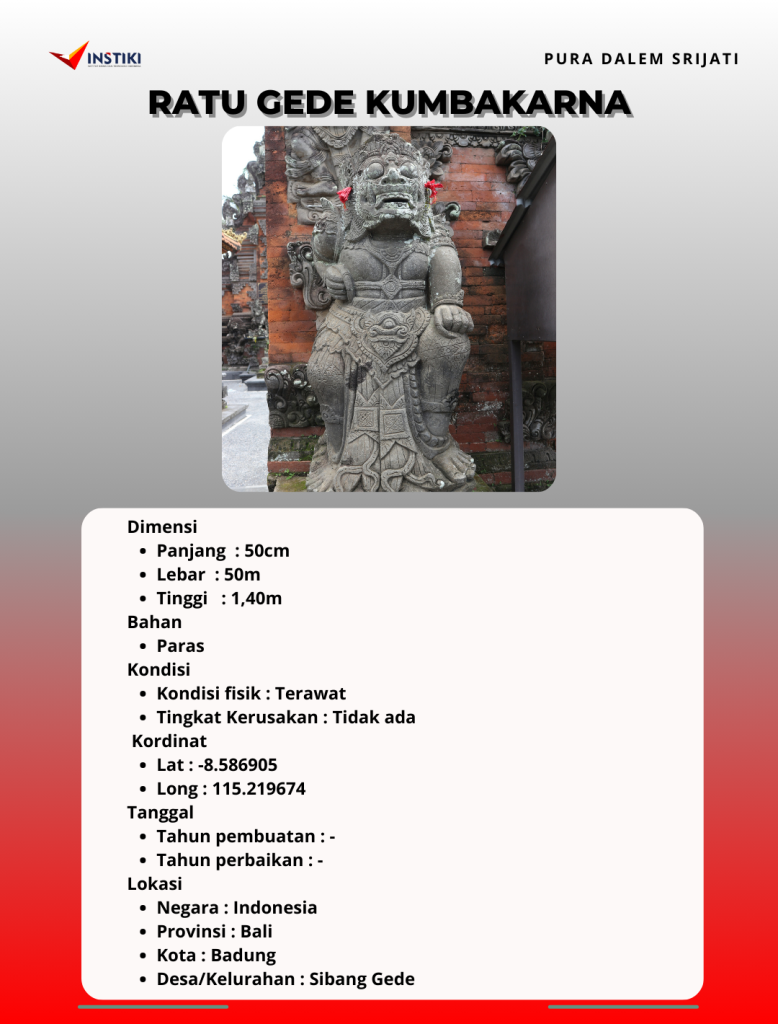 INSTIKI
PURA DALEM SRIJATI
RATU GEDE KUMBAKARNA
Dimensi
• Panjang : 50cm
• Lebar : 50m
• Tinggi : 1,40m
Bahan
• Paras
Kondisi
• Kondisi fisik : Terawat
• Tingkat Kerusakan : Tidak ada
Kordinat
• Lat : -8.586905
• Long : 115.219674
Tanggal
• Tahun pembuatan : -
• Tahun perbaikan : -
Lokasi
• Negara : Indonesia
• Provinsi : Bali
• Kota : Badung
• Desa/Kelurahan : Sibang Gede